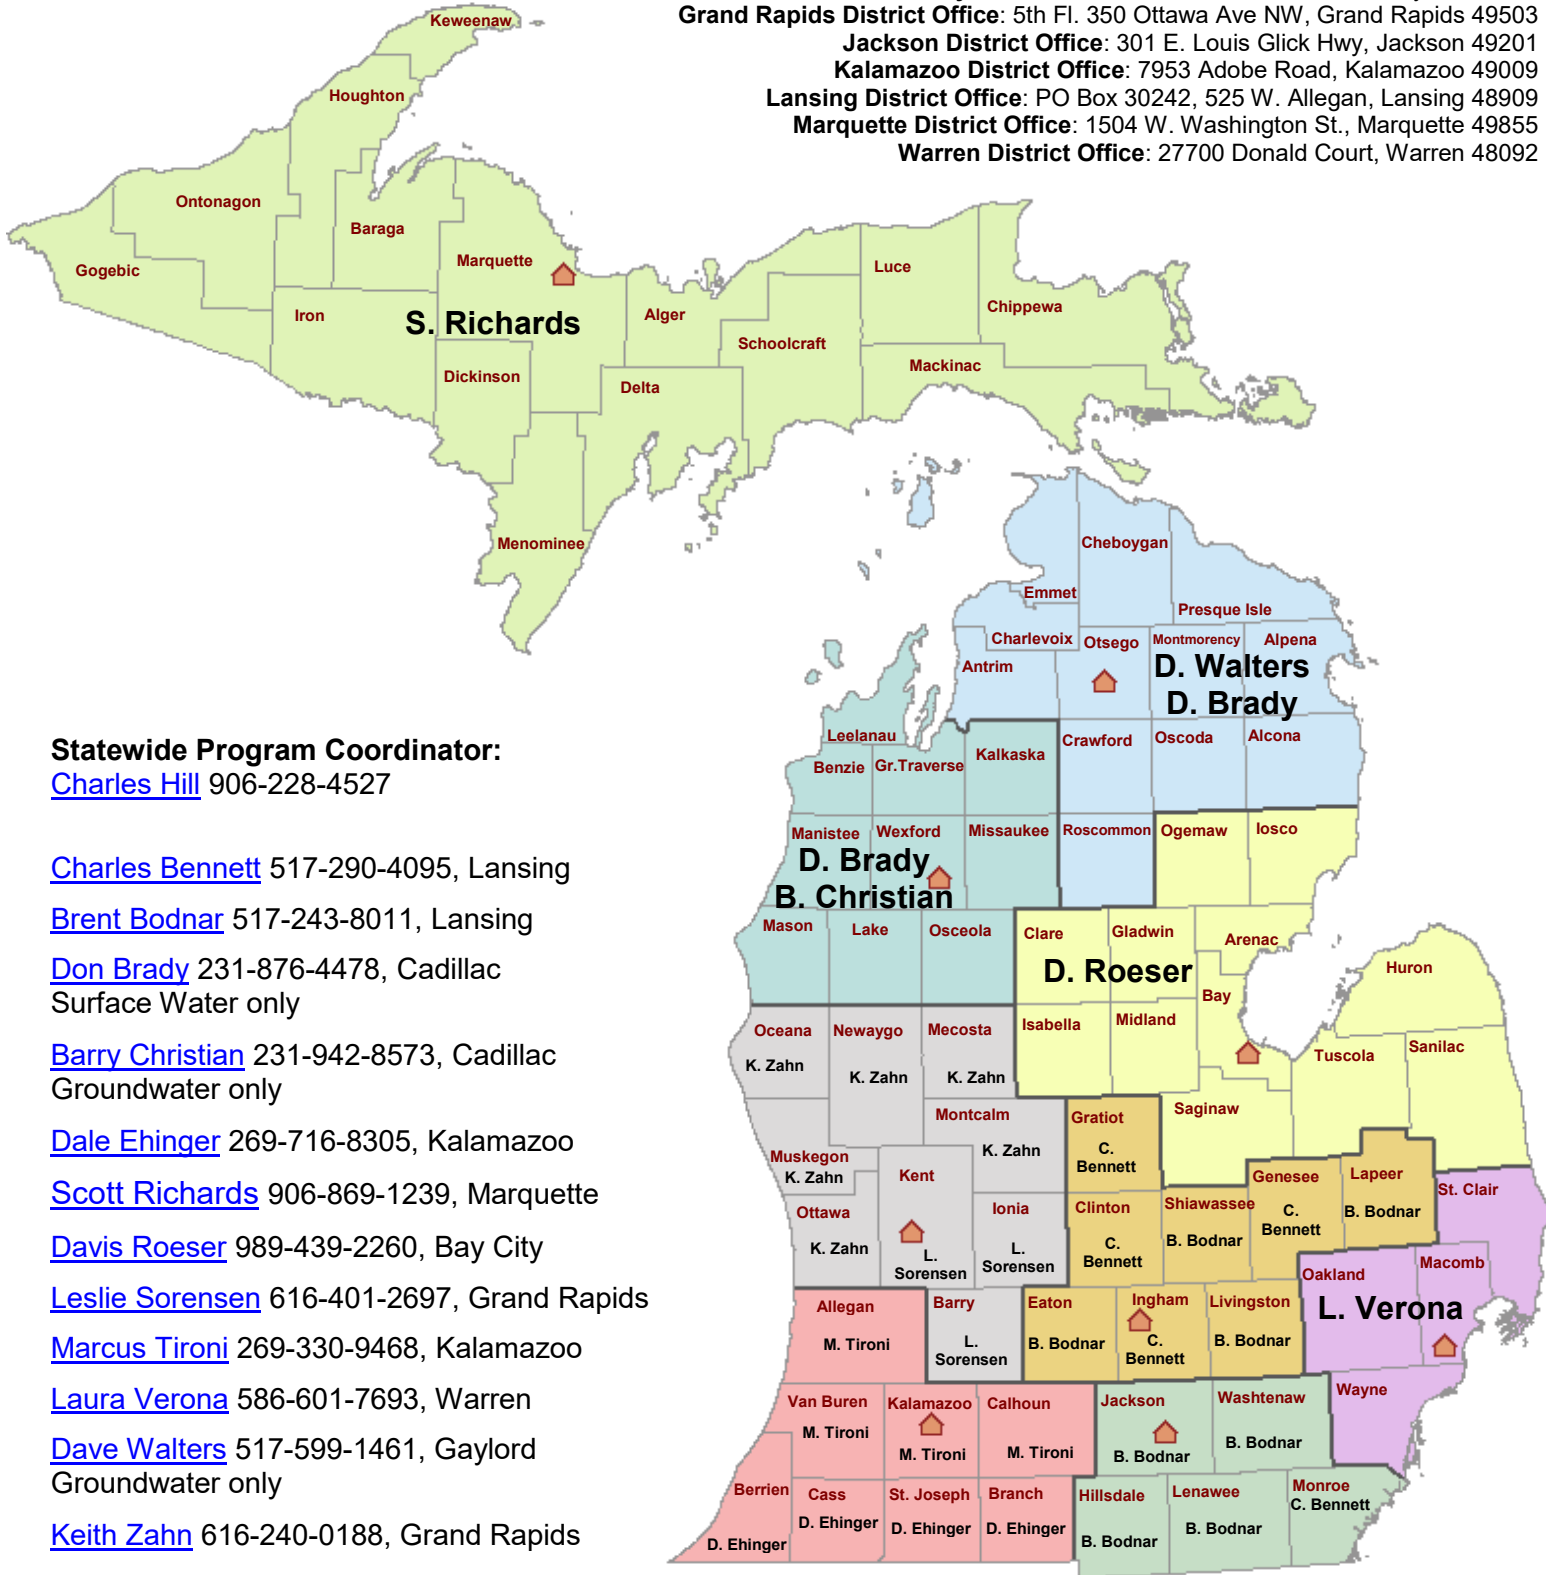 Grand Rapids District Office: 5th Fl. 350 Ottawa Ave NW, Grand Rapids 49503
Jackson District Office: 301 E. Louis Glick Hwy, Jackson 49201
Kalamazoo District Office: 7953 Adobe Road, Kalamazoo 49009
Lansing District Office: PO Box 30242, 525 W. Allegan, Lansing 48909
Marquette District Office: 1504 W. Washington St., Marquette 49855
Warren District Office: 27700 Donald Court, Warren 48092
Keweenaw
Houghton
Ontonagon
Baraga
Gogebic
Marquette
Iron
S. Richards
Alger
Luce
Chippewa
Schoolcraft
Mackinac
Dickinson
Delta
Menominee
Cheboygan
Emmet
Presque Isle
Charlevoix
Otsego
Montmorency
Alpena
Antrim
D. Walters
D. Brady
Leelanau
Benzie
Gr.Traverse
Kalkaska
Crawford
Oscoda
Alcona
Manistee
Wexford
Missaukee
Roscommon
Ogemaw
Iosco
D. Brady
B. Christian
Mason
Lake
Osceola
Clare
Gladwin
Arenac
D. Roeser
Bay
Huron
Isabella
Midland
Tuscola
Sanilac
Saginaw
Oceana
K. Zahn
Newaygo
K. Zahn
Mecosta
K. Zahn
Montcalm
K. Zahn
Muskegon
K. Zahn
Kent
L.
Sorensen
Ottawa
K. Zahn
Ionia
L.
Sorensen
Gratiot
C.
Bennett
Clinton
C.
Bennett
Shiawassee
B. Bodnar
Genesee
C.
Bennett
Lapeer
B. Bodnar
St. Clair
Oakland
Macomb
L. Verona
Wayne
Allegan
M. Tironi
Barry
L.
Sorensen
Eaton
B. Bodnar
Ingham
C.
Bennett
Livingston
B. Bodnar
Van Buren
M. Tironi
Kalamazoo
M. Tironi
Calhoun
M. Tironi
Jackson
B. Bodnar
Washtenaw
B. Bodnar
Berrien
D. Ehinger
Cass
D. Ehinger
St. Joseph
D. Ehinger
Branch
D. Ehinger
Hillsdale
B. Bodnar
Lenawee
B. Bodnar
Monroe
C. Bennett
Statewide Program Coordinator:
Charles Hill 906-228-4527
Charles Bennett 517-290-4095, Lansing
Brent Bodnar 517-243-8011, Lansing
Don Brady 231-876-4478, Cadillac
Surface Water only
Barry Christian 231-942-8573, Cadillac
Groundwater only
Dale Ehinger 269-716-8305, Kalamazoo
Scott Richards 906-869-1239, Marquette
Davis Roeser 989-439-2260, Bay City
Leslie Sorensen 616-401-2697, Grand Rapids
Marcus Tironi 269-330-9468, Kalamazoo
Laura Verona 586-601-7693, Warren
Dave Walters 517-599-1461, Gaylord
Groundwater only
Keith Zahn 616-240-0188, Grand Rapids